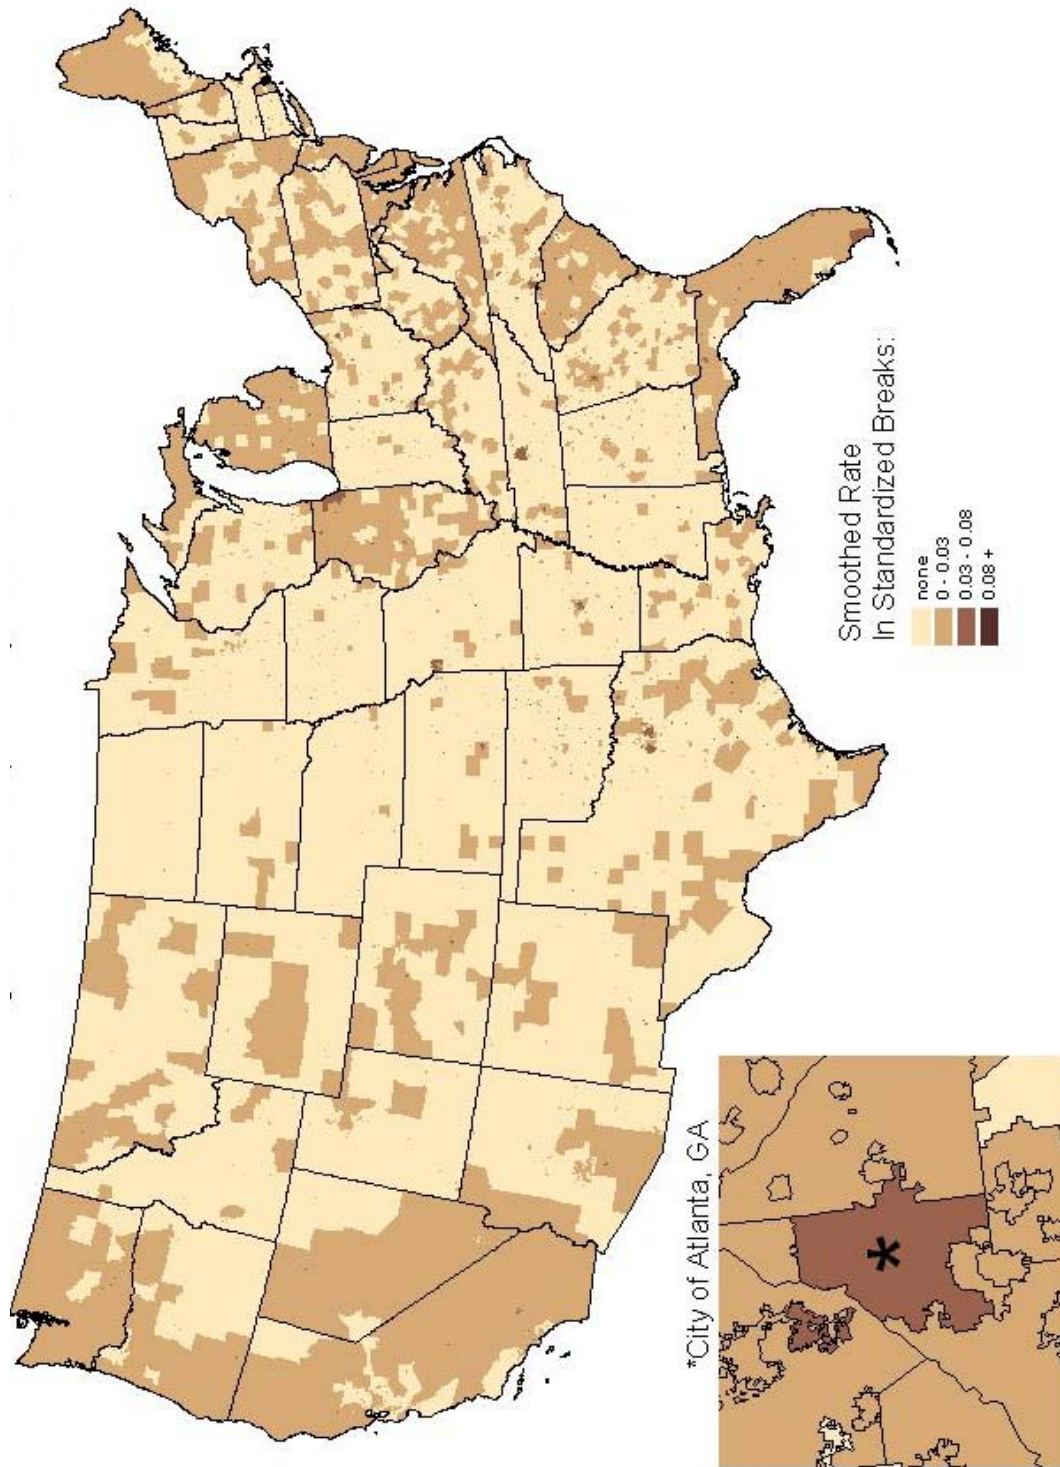 Smoothed Rate
In Standardized Breaks::
none
0 - 0.03
0.03 - 0.08
0.08 +
*City of Atlanta, GA
*